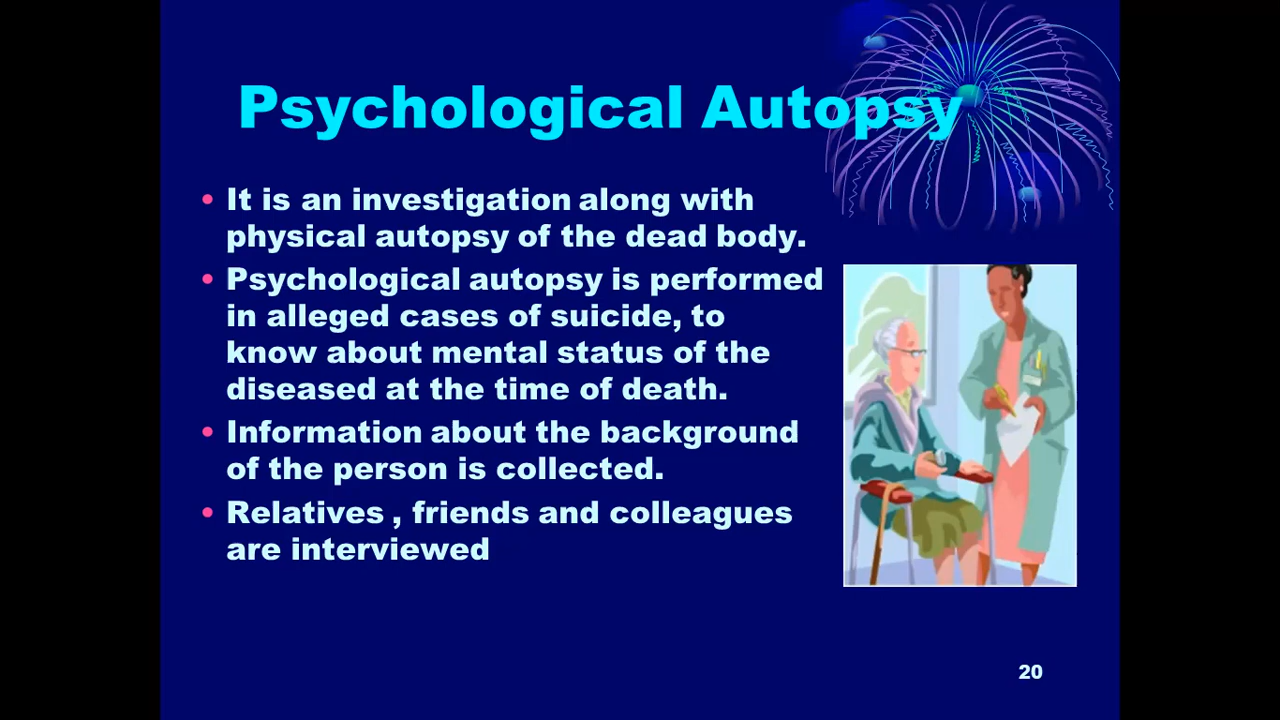 Psychological Autopsy
• It is an investigation along with
physical autopsy of the dead body.
• Psychological autopsy is performed
in alleged cases of suicide, to
know about mental status of the
diseased at the time of death.
• Information about the background
of the person is collected.
• Relatives , friends and colleagues
are interviewed
20